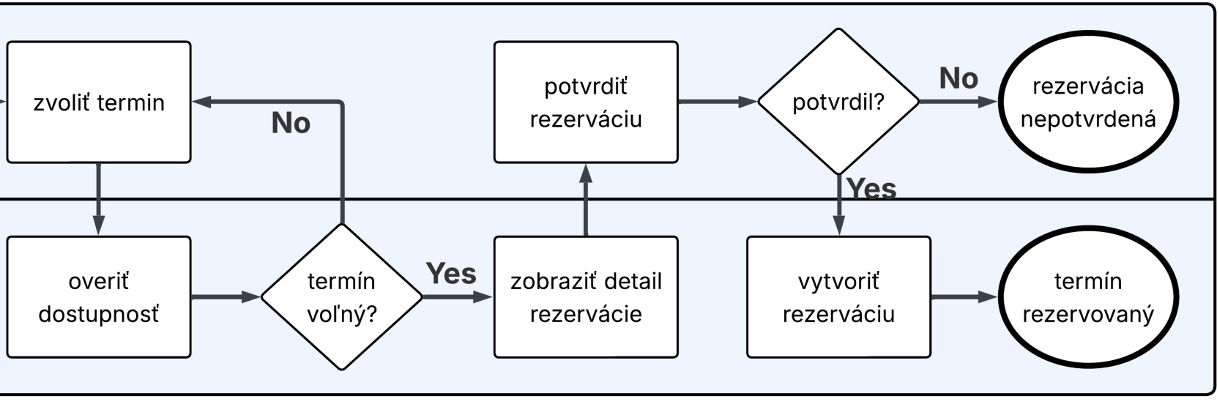 zvoliť termin
No
potvrdiť
rezerváciu
potvrdil?
No
rezervácia
nepotvrdená
Yes
overiť
dostupnosť
termín
voľný?
Yes
zobraziť detail
rezervácie
vytvoriť
rezerváciu
termín
rezervovaný